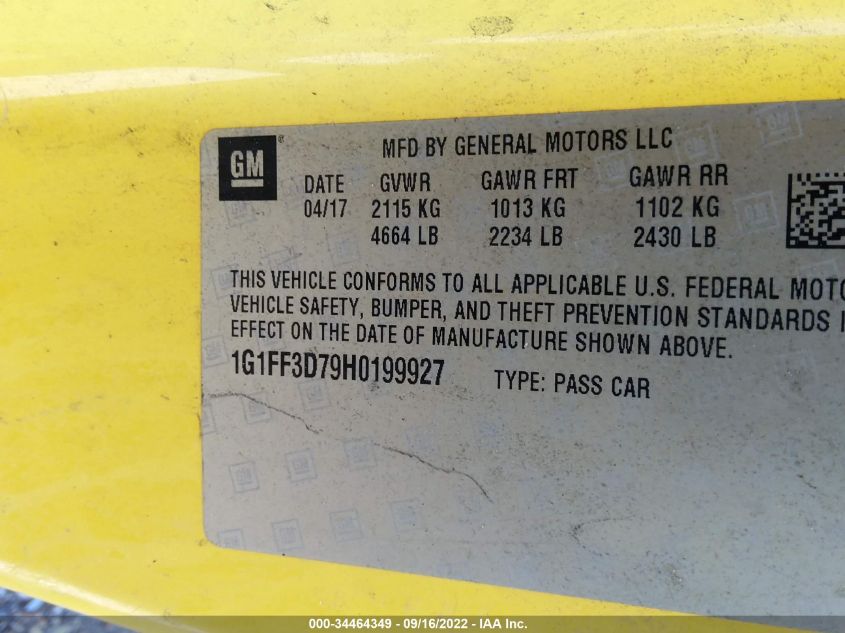 GM ®
MFD BY GENERAL MOTORS LLC
DATE GVWR GAWR FRT GAWR RR
04/17 2115 KG 1013 KG 1102 KG
4664 LB 2234 LB 2430 LB
THIS VEHICLE CONFORMS TO ALL APPLICABLE U.S. FEDERAL MOTO
VEHICLE SAFETY, BUMPER, AND THEFT PREVENTION STANDARDS I
EFFECT ON THE DATE OF MANUFACTURE SHOWN ABOVE.
1G1FF3D79H0199927 TYPE: PASS CAR
000-34464349 - 09/16/2022 - IAA Inc.